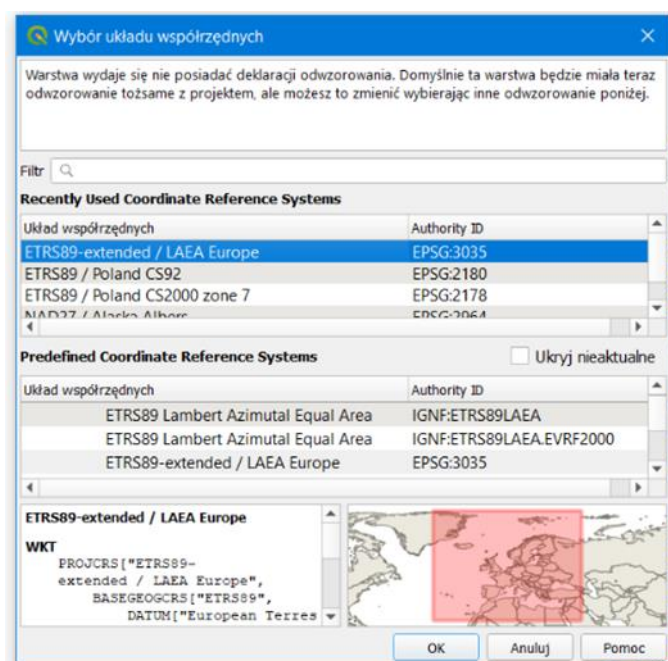 Wybór układu współrzędnych
Warstwa wydaje się nie posiadać deklaracji odwzorowania. Domyślnie ta warstwa będzie miała teraz
odwzorowanie tożsame z projektem, ale możesz to zmienić wybierając inne odwzorowanie poniżej.
Filtr
Recently Used Coordinate Reference Systems
Układ współrzędnych Authority ID
ETRS89-extended / LAEA Europe EPSG:3035
ETRS89 / Poland CS92 EPSG:2180
ETRS89 / Poland CS2000 zone 7 EPSG:2178
NAD27 / Alaska Albers EPSG:2964
Predefined Coordinate Reference Systems Ukryj nieaktualne
Układ współrzędnych Authority ID
ETRS89 Lambert Azimutal Equal Area IGNF:ETRS89LAEA
ETRS89 Lambert Azimutal Equal Area IGNF:ETRS89LAEA.EVRF2000
ETRS89-extended / LAEA Europe EPSG:3035
ETRS89-extended / LAEA Europe
WKT
PROJCRS["ETRS89-
extended / LAEA Europe",
BASEGEOGCRS["ETRS89",
DATUM["European Terres
OK Anuluj Pomoc